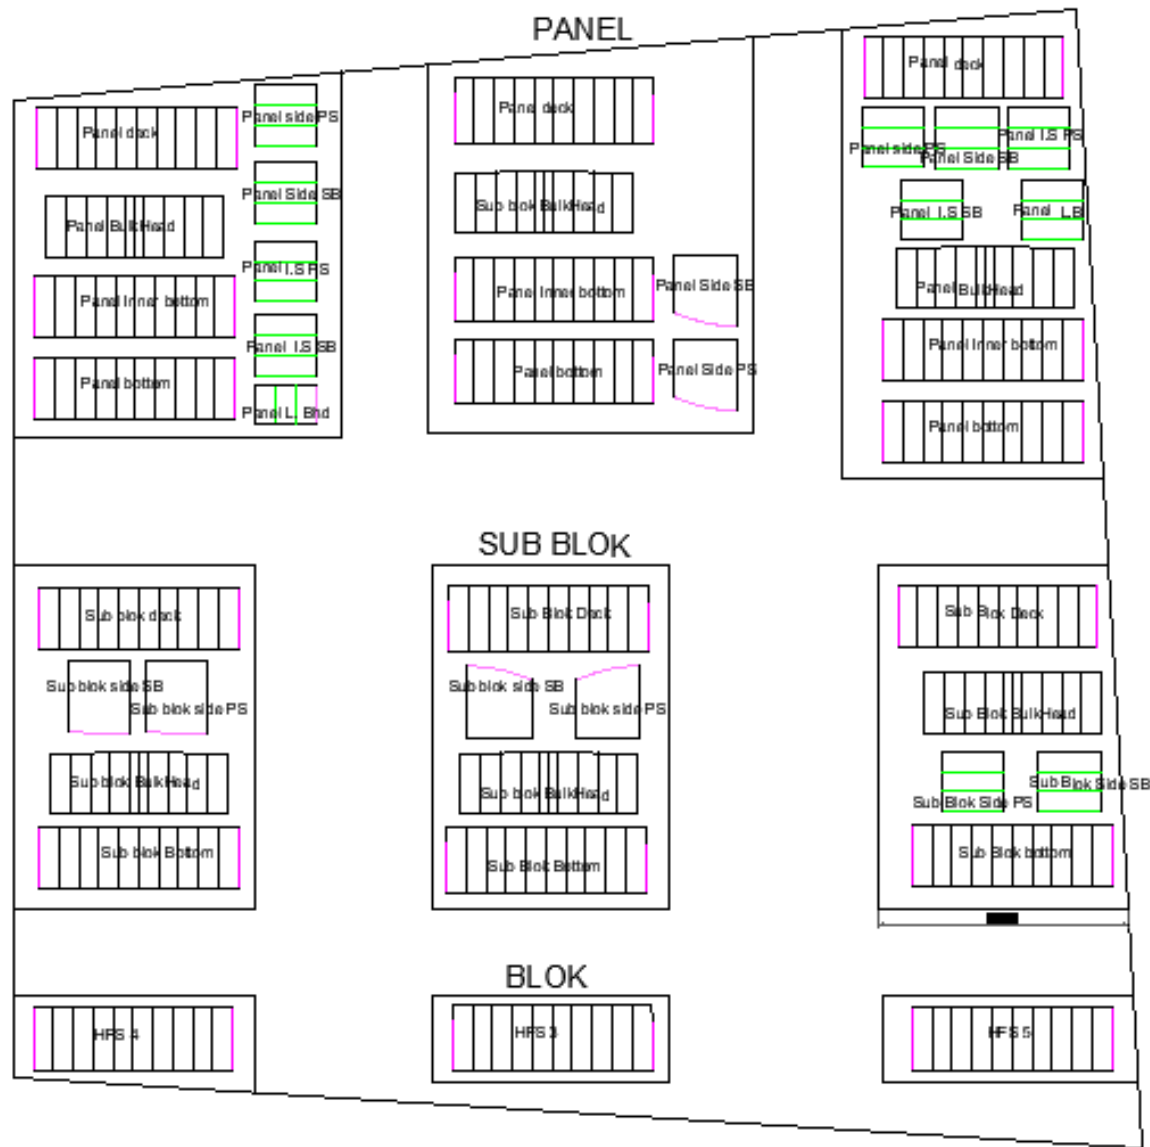 PANEL
Panel deck
Panel side PS
Panel Side SB
Panel BulkHead
Panel I.S PS
Panel Inner bottom
Panel I.S SB
Panel bottom
Panel L. Bhd
Panel deck
Sub blok BulkHead
Panel Inner bottom
Panel Side SB
Panel bottom
Panel Side PS
Panel deck
Panel side PS
Panel Side SB
Panel I.S PS
Panel I.S SB
Panel L.B
Panel BulkHead
Panel Inner bottom
Panel bottom
SUB BLOK
Sub blok deck
Sub blok side SB
Sub blok side PS
Sub blok BulkHead
Sub blok Bottom
Sub Blok Deck
Sub blok side SB
Sub blok side PS
Sub blok BulkHead
Sub Blok Bottom
Sub Blok Deck
Sub Blok BulkHead
Sub Blok Side PS
Sub Blok Side SB
Sub Blok bottom
BLOK
HFS 4
HFS 3
HFS 5